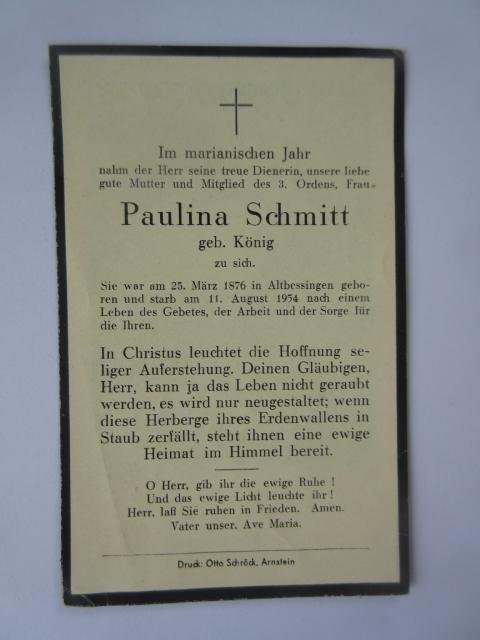 Im marianischen Jahr
nahm der Herr seine treue Dienerin, unsere liebe
gute Mutter und Mitglied des 3. Ordens, Frau
Paulina Schmitt
geb. König
zu sich.
Sie war am 25. März 1876 in Altbessingen gebo-
ren und starb am 11. August 1954 nach einem
Leben des Gebetes, der Arbeit und der Sorge für
die Ihren.
In Christus leuchtet die Hoffnung se-
liger Auferstehung. Deinen Gläubigen,
Herr, kann ja das Leben nicht geraubt
werden, es wird nur neugestaltet; wenn
diese Herberge ihres Erdenwallens in
Staub zerfällt, steht ihnen eine ewige
Heimat im Himmel bereit.
O Herr, gib ihr die ewige Ruhe !
Und das ewige Licht leuchte ihr !
Herr, laß Sie ruhen in Frieden. Amen.
Vater unser. Ave Maria.
Druck: Otto Schröck, Arnstein